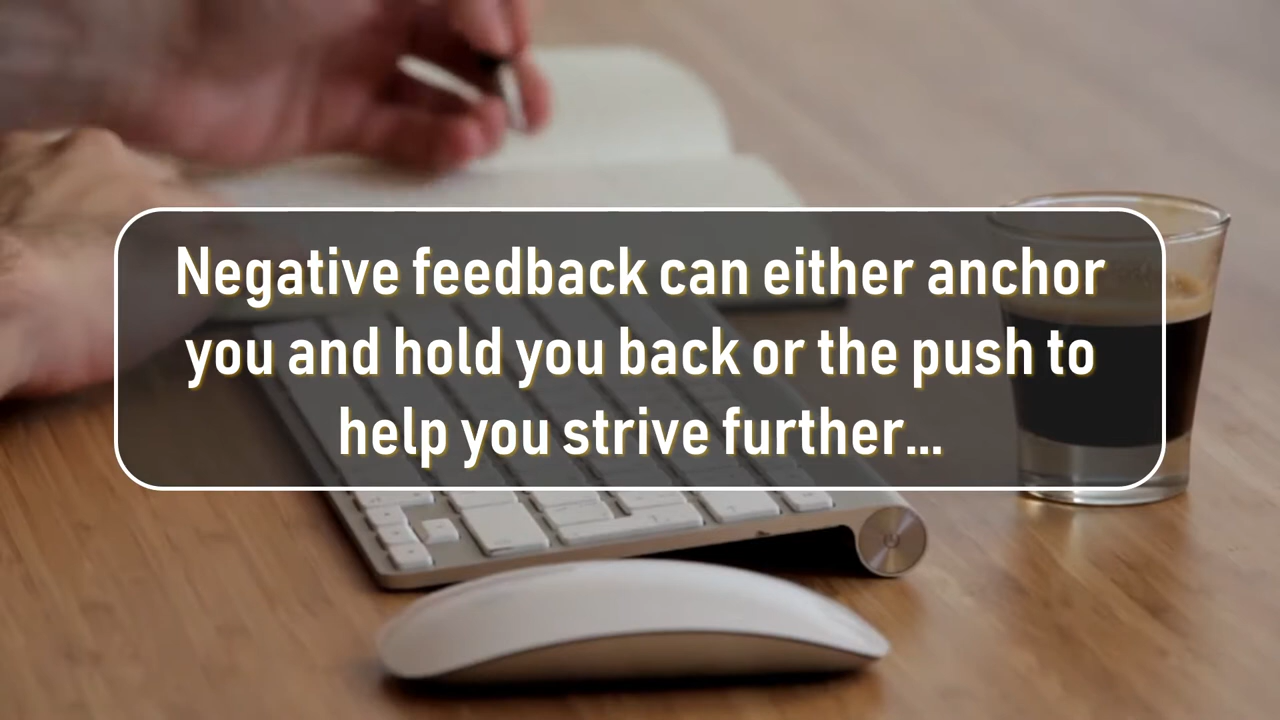 Negative feedback can either anchor
you and hold you back or the push to
help you strive further...